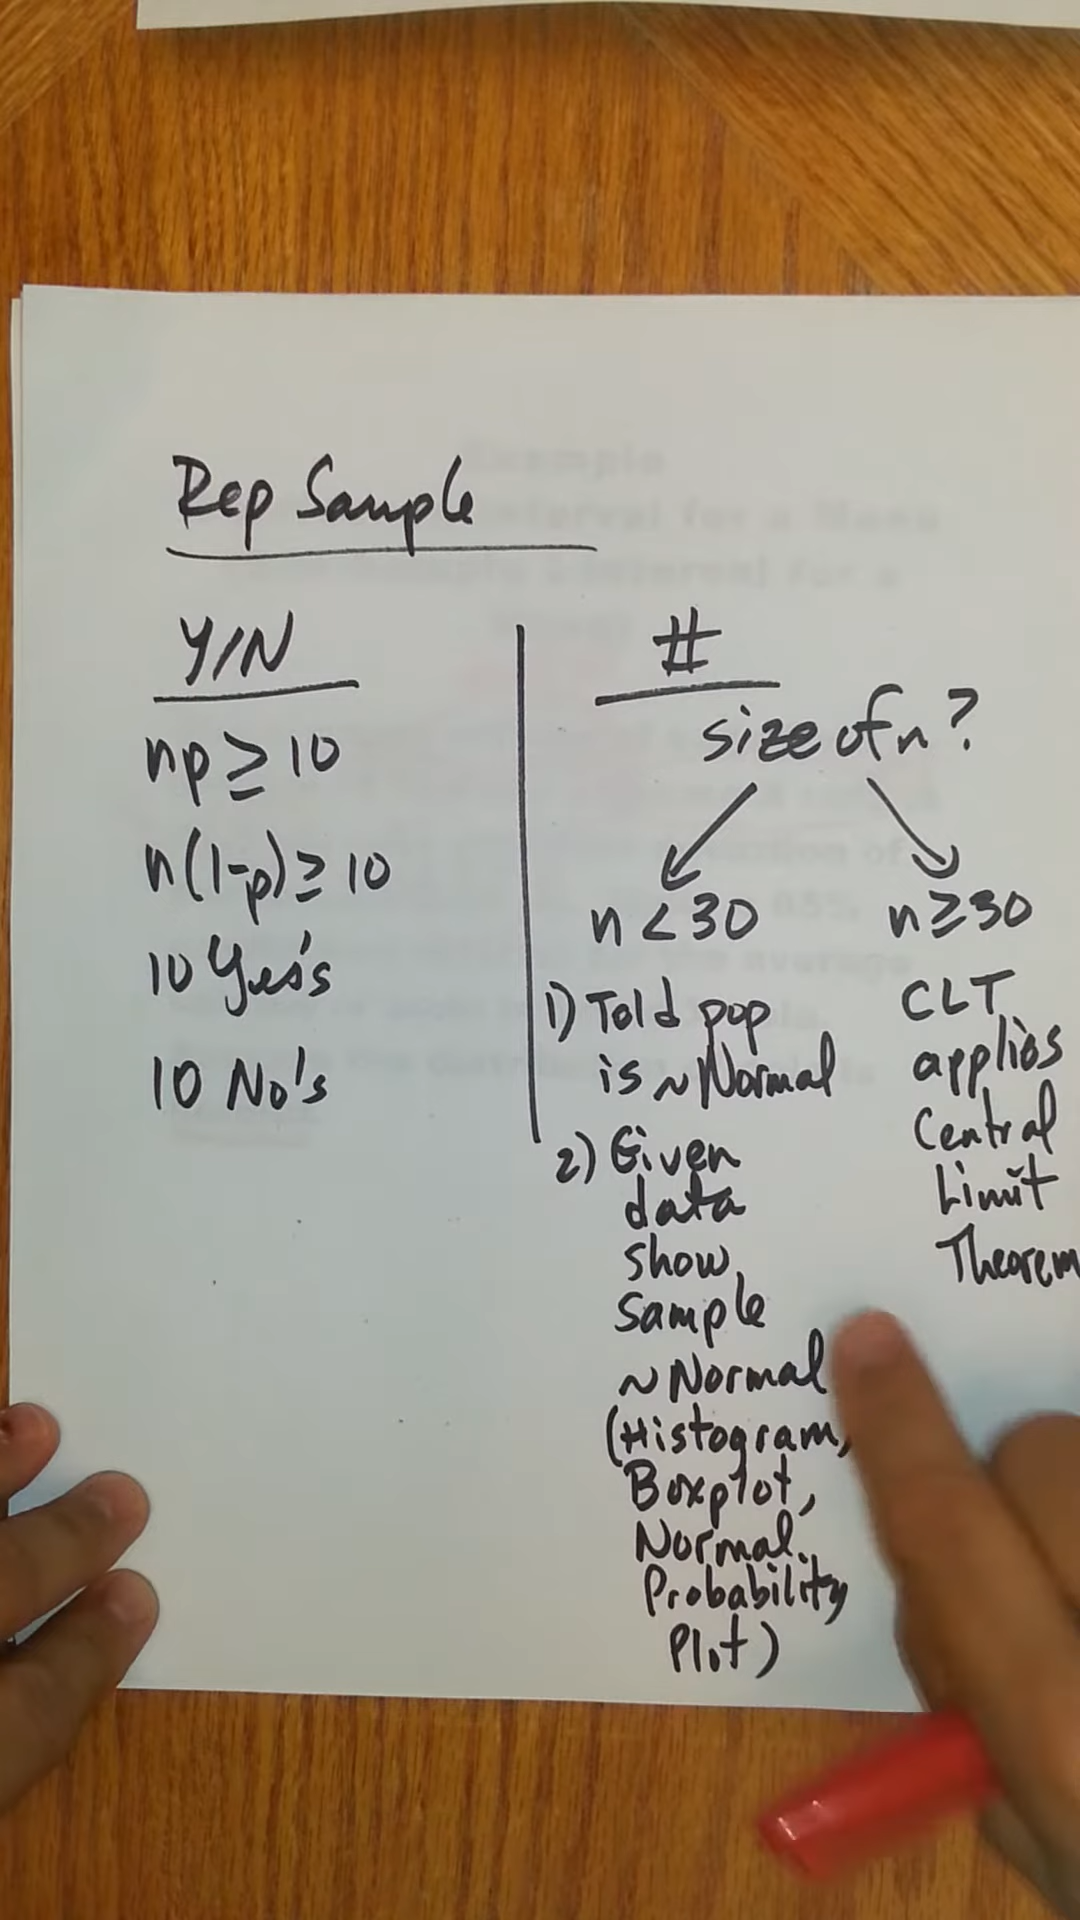 Rep Sample
Y/N
np ≥ 10
n(1-p) ≥ 10
10 Yes's
10 No's
#
size of n?
n < 30
1) Told pop
is ~ Normal
2) Given
data
show
sample
~ Normal
(Histogram,
Boxplot,
Normal
Probability
Plot)
n ≥ 30
CLT
applies
Central
Limit
Theorem